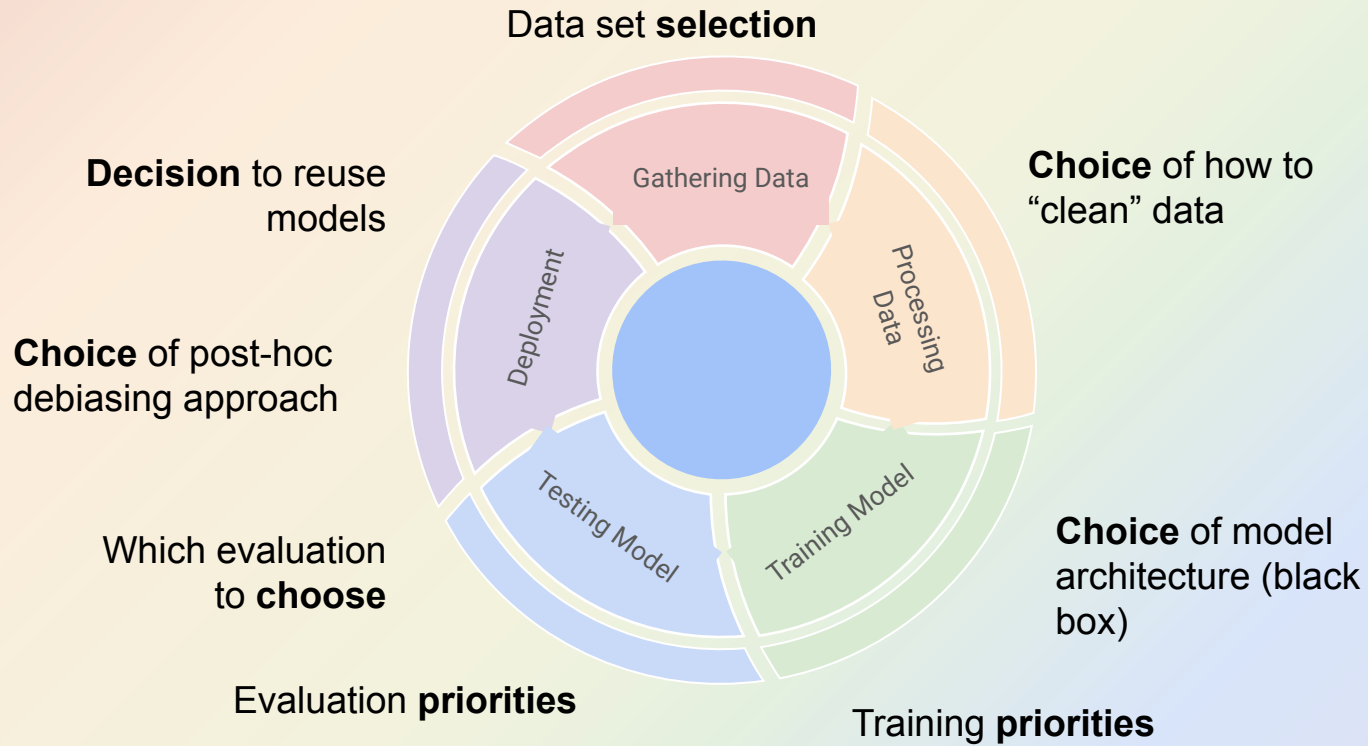 Data set selection
Gathering Data
Decision to reuse
models
Choice of how to
“clean” data
Processing
Data
Deployment
Choice of post-hoc
debiasing approach
Testing Model
Training Model
Which evaluation
to choose
Choice of model
architecture (black
box)
Evaluation priorities
Training priorities